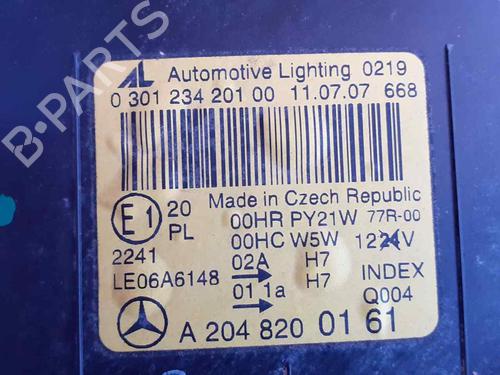 B-PARTS
AL Automotive Lighting 0219
0 301 234 201 00 11.07.07 668
Made in Czech Republic
E1 20 00HR PY21W 77R-00
PL 00HC W5W 1224V
2241 02A H7
LE06A6148 H7 INDEX
01 1a Q004
A 204 820 01 61